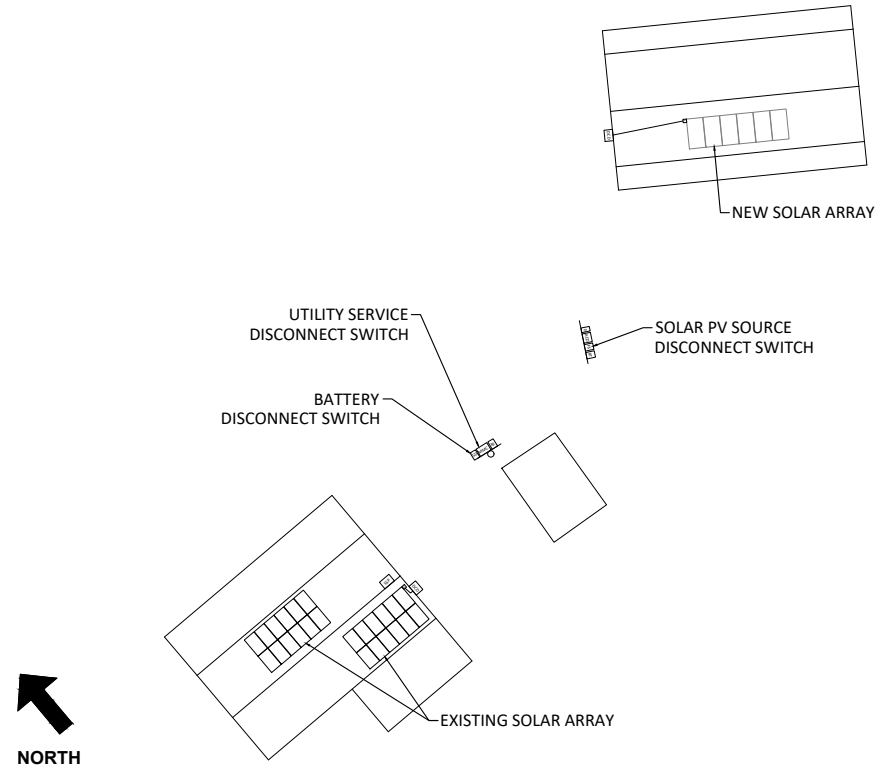 NEW SOLAR ARRAY
UTILITY SERVICE
DISCONNECT SWITCH
SOLAR PV SOURCE
DISCONNECT SWITCH
BATTERY
DISCONNECT SWITCH
EXISTING SOLAR ARRAY
NORTH